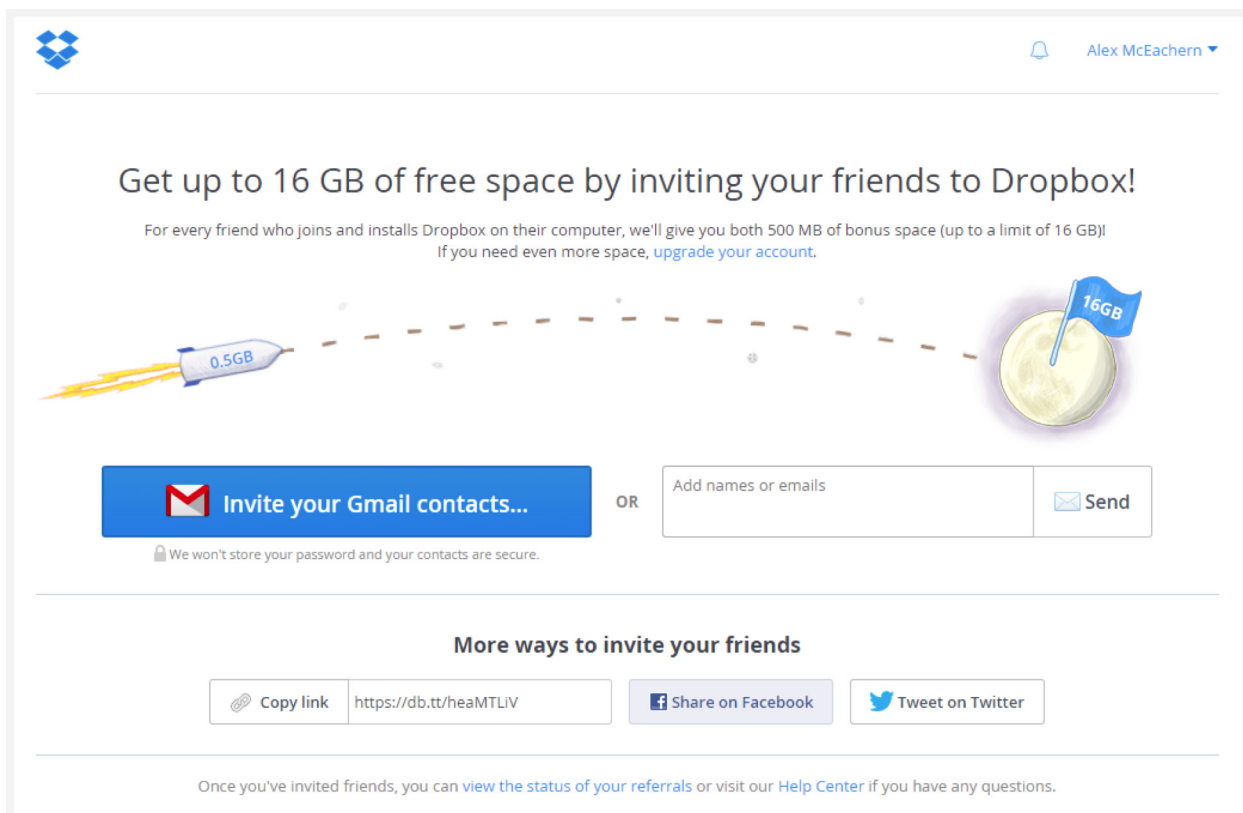 Alex McEachern
Get up to 16 GB of free space by inviting your friends to Dropbox!
For every friend who joins and installs Dropbox on their computer, we'll give you both 500 MB of bonus space (up to a limit of 16 GB)!
If you need even more space, upgrade your account.
0.5GB
16GB
Invite your Gmail contacts...
OR
Add names or emails
Send
We won't store your password and your contacts are secure.
More ways to invite your friends
Copy link
https://db.tt/heaMTLiV
Share on Facebook
Tweet on Twitter
Once you've invited friends, you can view the status of your referrals or visit our Help Center if you have any questions.